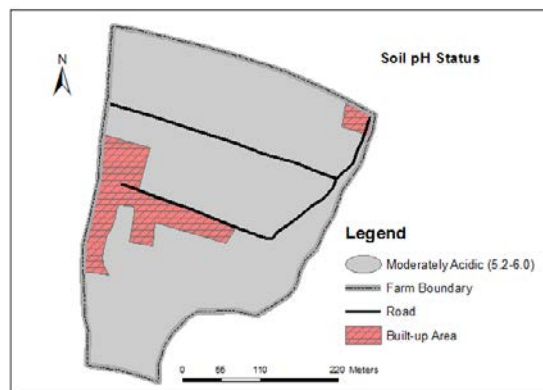 Soil pH Status
N
Legend
Moderately Acidic (5.2-6.0)
Farm Boundary
Road
Built-up Area
0 55 110 220 Meters